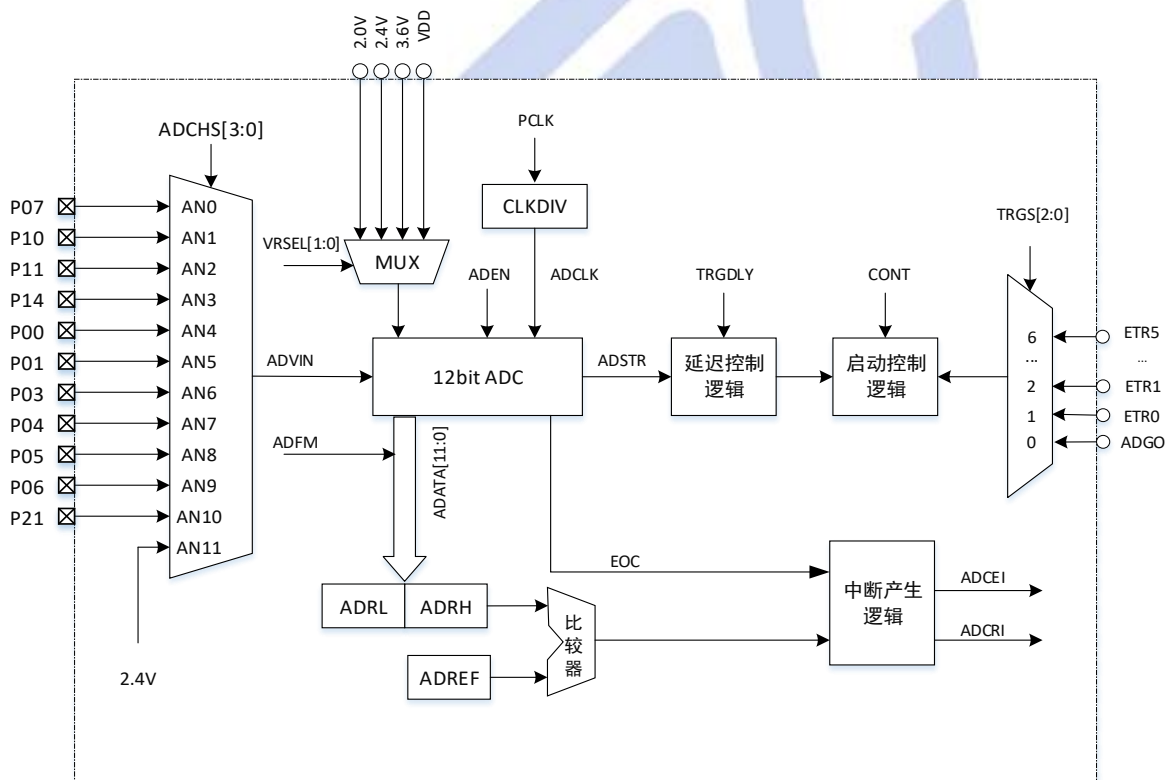 2.0V
2.4V
3.6V
VDD
ADCHS[3:0]
PCLK
CLKDIV
TRGS[2:0]
P07
AN0
P10
AN1
VRSEL[1:0]
MUX
P11
AN2
ADEN
ADCLK
TRGDLY
CONT
P14
AN3
P00
AN4
P01
AN5
ADVIN
12bit ADC
ADSTR
延迟控制
逻辑
启动控制
逻辑
6
ETR5
...
...
2
ETR1
1
ETR0
0
ADGO
P03
AN6
P04
AN7
ADFM
ADATA[11:0]
P05
AN8
P06
AN9
P21
AN10
AN11
EOC
ADRL
ADRH
比
较
器
中断产生
逻辑
ADCEI
ADCRI
ADREF
2.4V